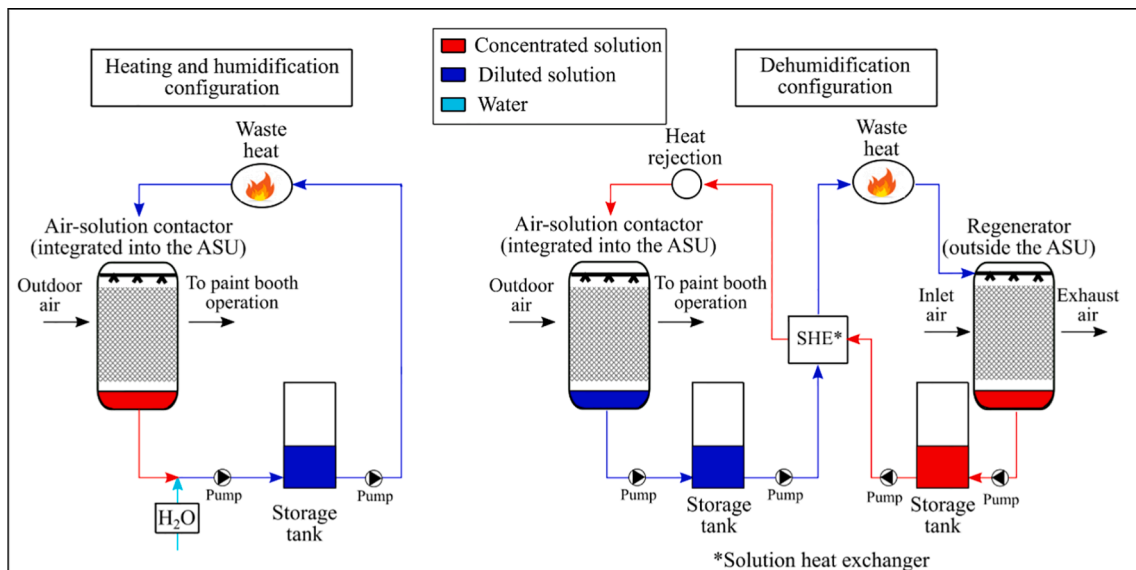 Heating and humidification
configuration
Concentrated solution
Diluted solution
Water
Dehumidification
configuration
Waste
heat
Air-solution contactor
(integrated into the ASU)
Outdoor
air
To paint booth
operation
Pump
Pump
H₂O
Storage
tank
Heat
rejection
Waste
heat
Air-solution contactor
(integrated into the ASU)
Regenerator
(outside the ASU)
Outdoor
air
To paint booth
operation
SHE*
Inlet
air
Exhaust
air
Pump
Pump
Pump
Pump
Storage
tank
Storage
tank
*Solution heat exchanger